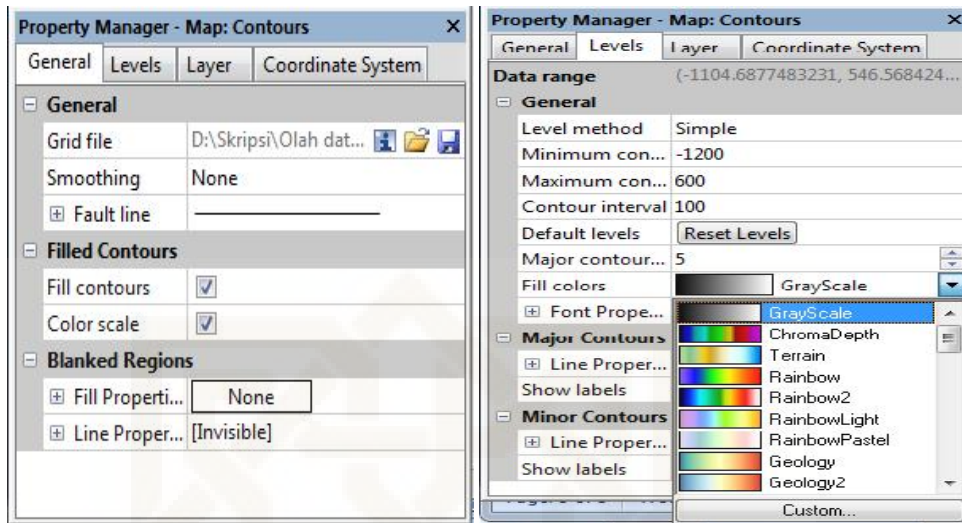 Property Manager - Map: Contours
General Levels Layer Coordinate System
General
Grid file D:\Skripsi\Olah dat...
Smoothing None
Fault line
Filled Contours
Fill contours
Color scale
Blanked Regions
Fill Properti... None
Line Proper... [Invisible]
Property Manager - Map: Contours
General Levels Layer Coordinate System
Data range (-1104.6877483231, 546.568424...
General
Level method Simple
Minimum con... -1200
Maximum con... 600
Contour interval 100
Default levels Reset Levels
Major contour... 5
Fill colors GrayScale
Font Prope... GrayScale
Major Contours ChromaDepth
Terrain
Line Proper... Rainbow
Show labels Rainbow2
Minor Contours RainbowLight
Line Proper... RainbowPastel
Show labels Geology
Geology2
Custom...